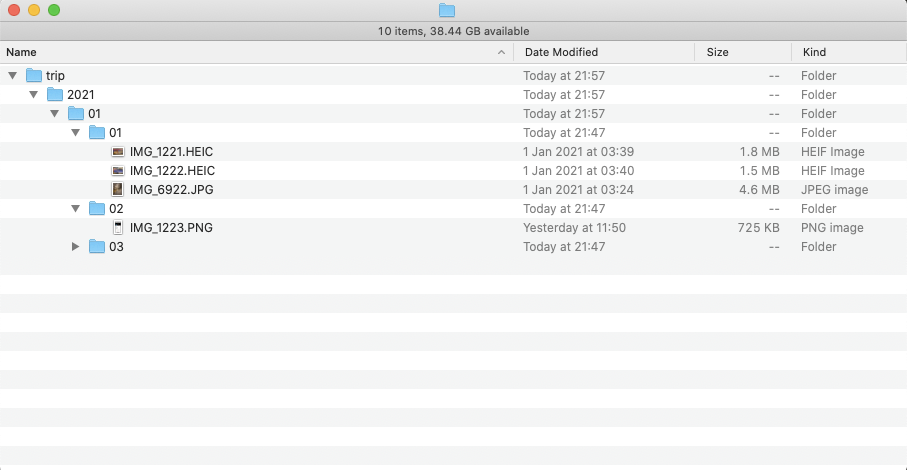 10 items, 38.44 GB available
Name Date Modified Size Kind
trip Today at 21:57 -- Folder
2021 Today at 21:57 -- Folder
01 Today at 21:57 -- Folder
01 Today at 21:47 -- Folder
IMG_1221.HEIC 1 Jan 2021 at 03:39 1.8 MB HEIF Image
IMG_1222.HEIC 1 Jan 2021 at 03:40 1.5 MB HEIF Image
IMG_6922.JPG 1 Jan 2021 at 03:24 4.6 MB JPEG image
02 Today at 21:47 -- Folder
IMG_1223.PNG Yesterday at 11:50 725 KB PNG image
03 Today at 21:47 -- Folder